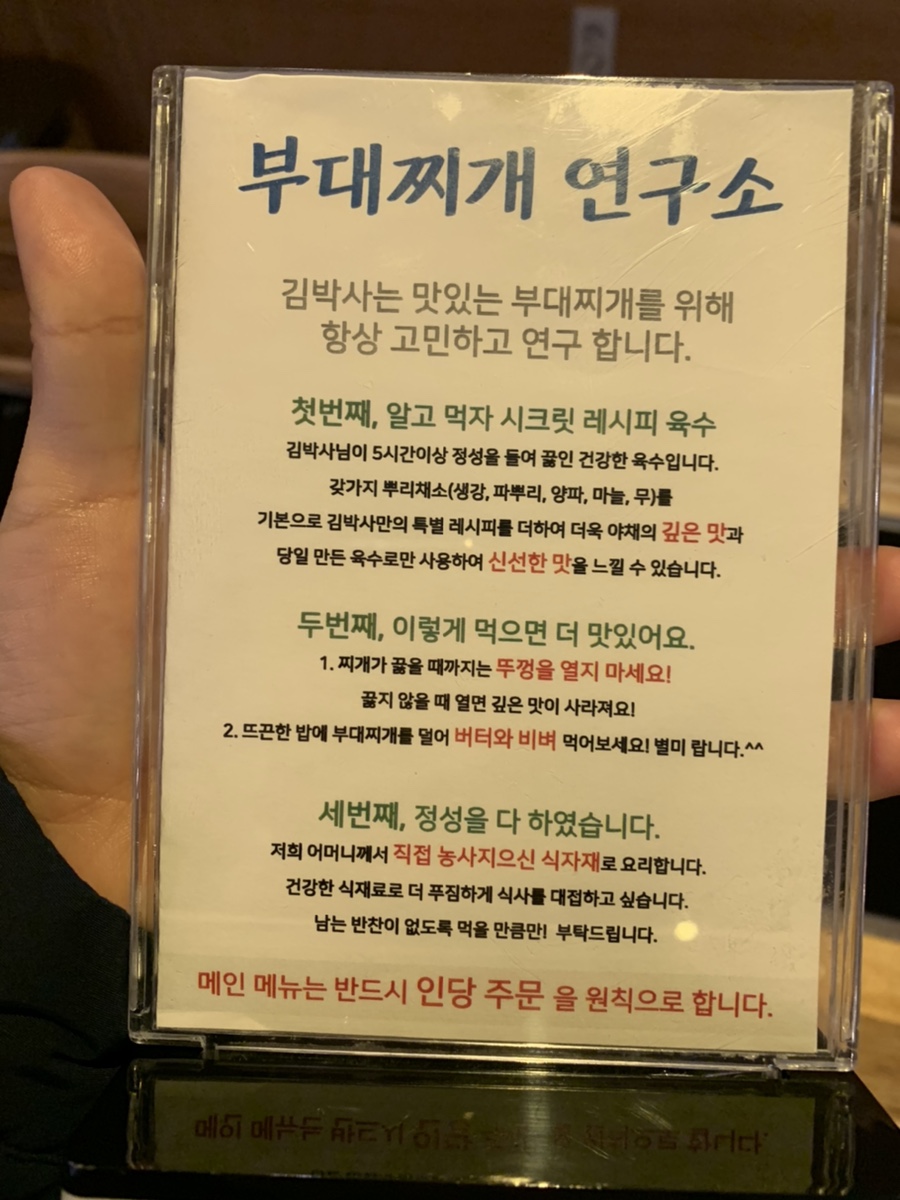 부대찌개 연구소
김박사는 맛있는 부대찌개를 위해
항상 고민하고 연구 합니다.
첫번째, 알고 먹자 시크릿 레시피 육수
김박사님이 5시간이상 정성을 들여 끓인 건강한 육수입니다.
갖가지 뿌리채소(생강, 파뿌리, 양파, 마늘, 무)를
기본으로 김박사만의 특별 레시피를 더하여 더욱 야채의 깊은 맛과
당일 만든 육수로만 사용하여 신선한 맛을 느낄 수 있습니다.
두번째, 이렇게 먹으면 더 맛있어요.
1. 찌개가 끓을 때까지는 뚜껑을 열지 마세요!
끓지 않을 때 열면 깊은 맛이 사라져요!
2. 뜨끈한 밥에 부대찌개를 덜어 버터와 비벼 먹어보세요! 별미 랍니다.^^
세번째, 정성을 다 하였습니다.
저희 어머니께서 직접 농사지으신 식자재로 요리합니다.
건강한 식재료로 더 푸짐하게 식사를 대접하고 싶습니다.
남는 반찬이 없도록 먹을 만큼만! 부탁드립니다.
메인 메뉴는 반드시 인당 주문 을 원칙으로 합니다.